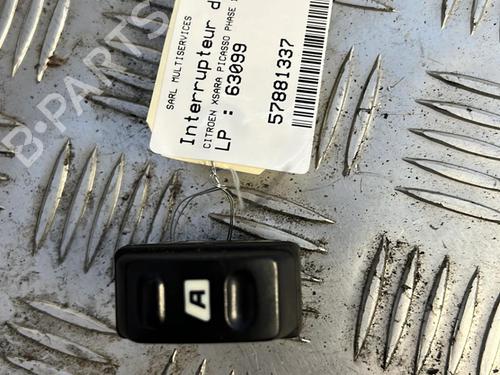 SARL MULTISERVICES
Interrupteur d
CITROEN XSARA PICASSO PHASE
LP : 63099
57881337
B-PARTS
A